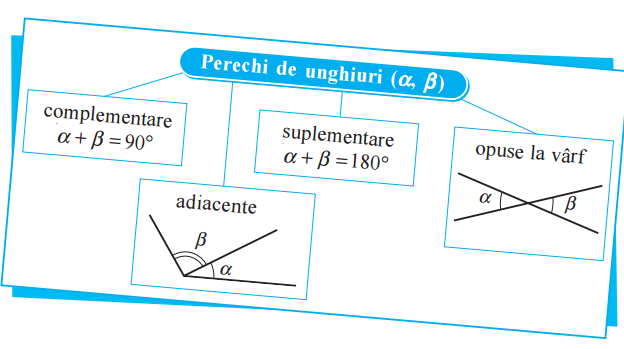 Perechi de unghiuri (α, β)
complementare
α + β = 90°
suplementare
α + β = 180°
opuse la vârf
α
β
adiacente
β
α